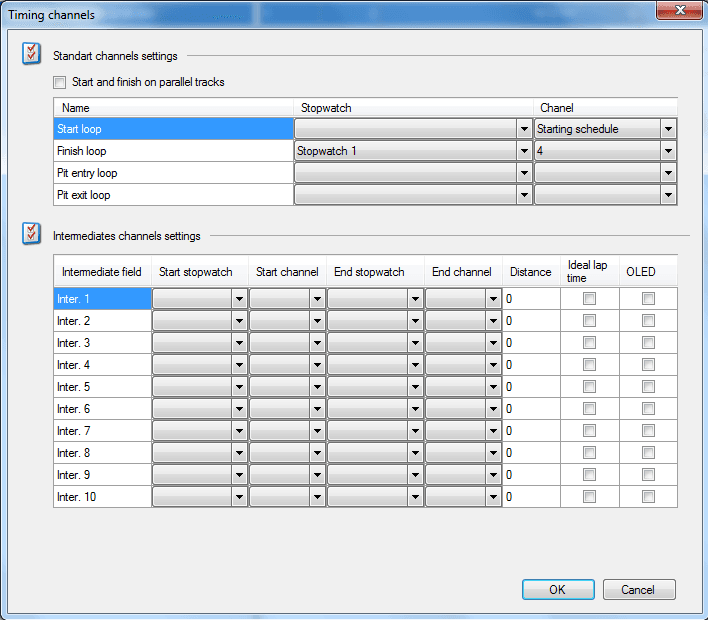 Timing channels
Standart channels settings
Start and finish on parallel tracks
Name Stopwatch Chanel
Start loop Starting schedule
Finish loop Stopwatch 1 4
Pit entry loop
Pit exit loop
Intermediates channels settings
Intermediate field Start stopwatch Start channel End stopwatch End channel Distance Ideal lap time OLED
Inter. 1 0
Inter. 2 0
Inter. 3 0
Inter. 4 0
Inter. 5 0
Inter. 6 0
Inter. 7 0
Inter. 8 0
Inter. 9 0
Inter. 10 0
OK Cancel